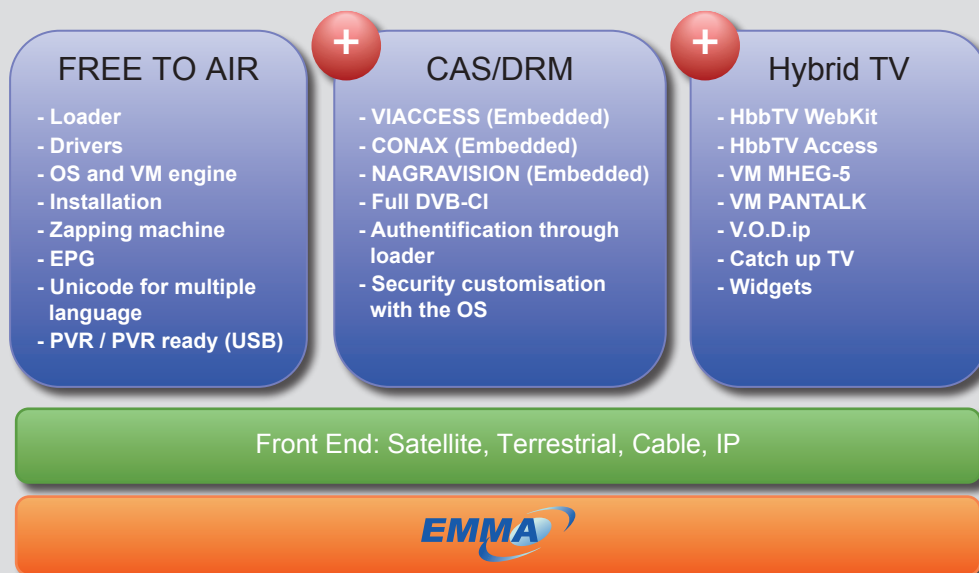 FREE TO AIR
- Loader
- Drivers
- OS and VM engine
- Installation
- Zapping machine
- EPG
- Unicode for multiple
language
- PVR / PVR ready (USB)
+
CAS/DRM
- VIACCESS (Embedded)
- CONAX (Embedded)
- NAGRAVISION (Embedded)
- Full DVB-CI
- Authentification through
loader
- Security customisation
with the OS
+
Hybrid TV
- HbbTV WebKit
- HbbTV Access
- VM MHEG-5
- VM PANTALK
- V.O.D.ip
- Catch up TV
- Widgets
Front End: Satellite, Terrestrial, Cable, IP
EMMA